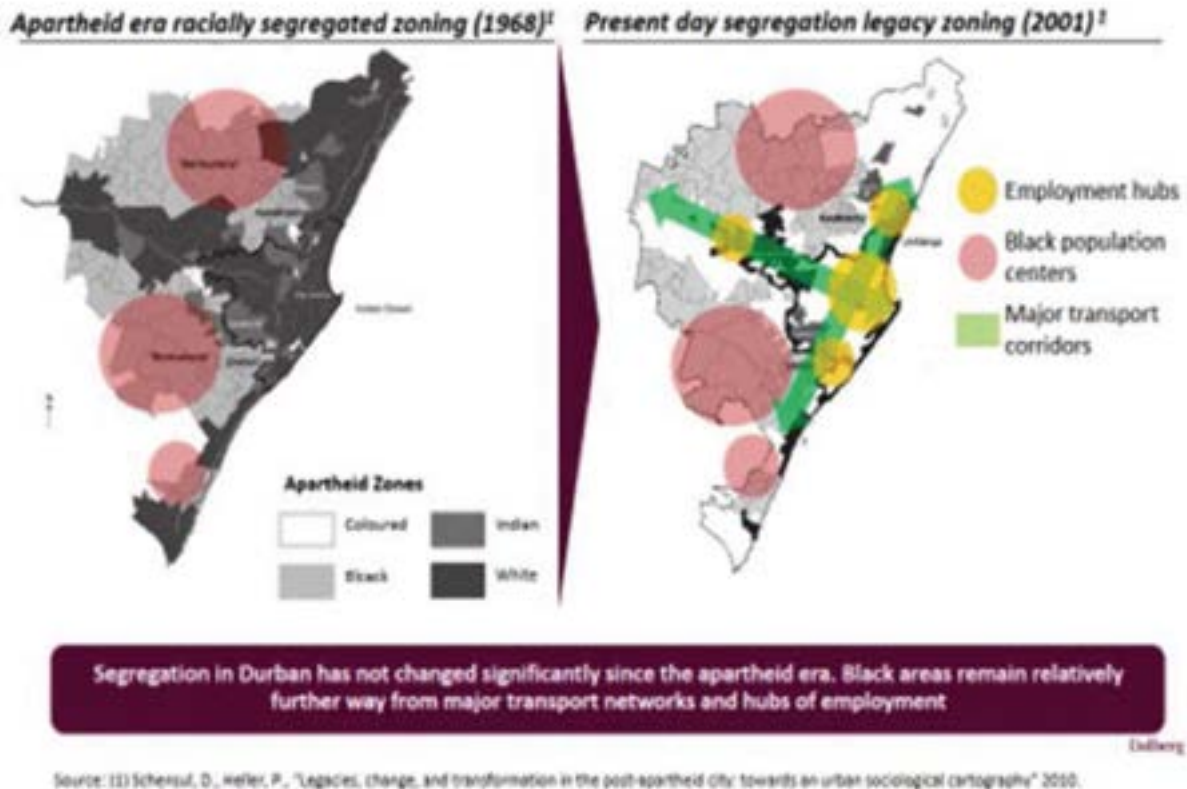 Apartheid era racially segregated zoning (1968)¹
Present day segregation legacy zoning (2001)¹
Indian Ocean
Employment hubs
Black population
centers
Major transport
corridors
Apartheid Zones
Coloured
Indian
Black
White
Segregation in Durban has not changed significantly since the apartheid era. Black areas remain relatively
further way from major transport networks and hubs of employment
Dalberg
Source: (1) Schensul, D., Heller, P., "Legacies, change, and transformation in the post-apartheid city: towards an urban sociological cartography" 2010.